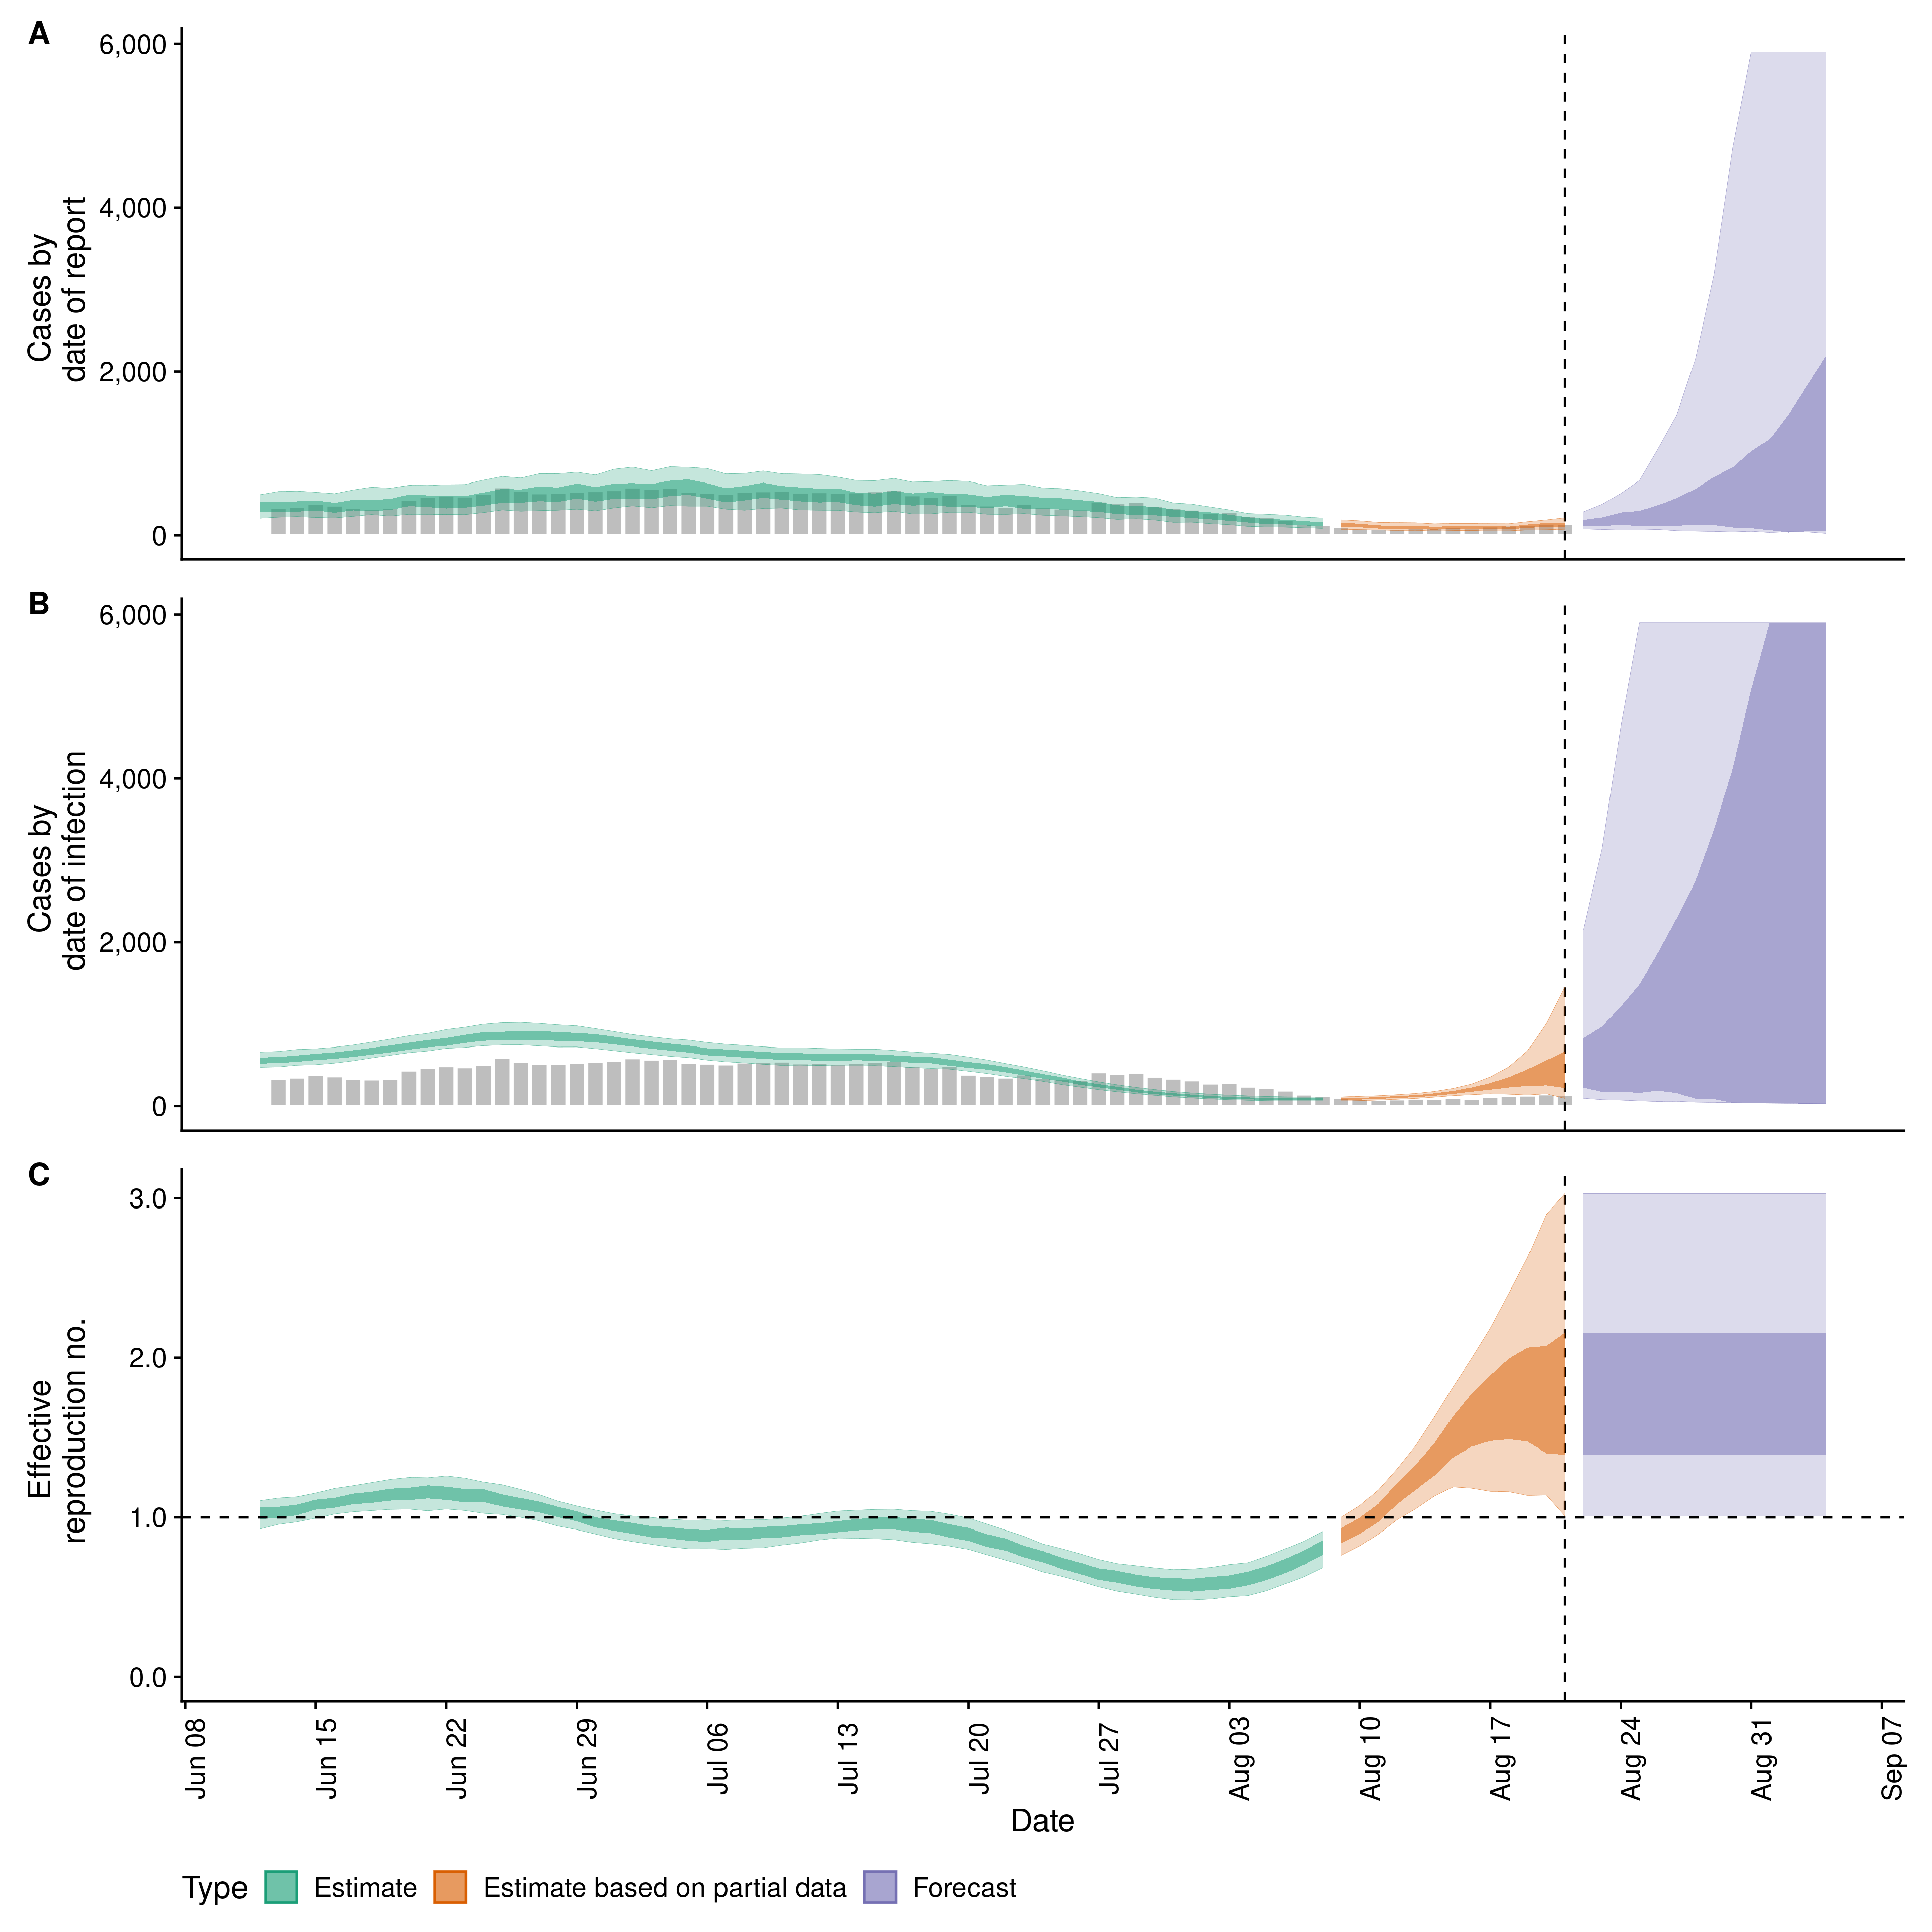 A
6,000
4,000
2,000
0
Cases by
date of report
B
6,000
4,000
2,000
0
Cases by
date of infection
C
3.0
2.0
1.0
0.0
Effective
reproduction no.
Jun 08
Jun 15
Jun 22
Jun 29
Jul 06
Jul 13
Jul 20
Jul 27
Aug 03
Aug 10
Aug 17
Aug 24
Aug 31
Sep 07
Date
Type Estimate Estimate based on partial data Forecast